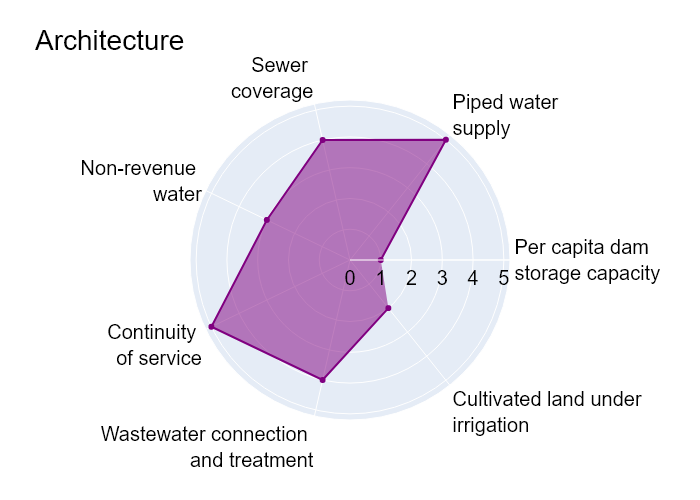 Architecture
Sewer
coverage
Piped water
supply
Non-revenue
water
Per capita dam
storage capacity
0 1 2 3 4 5
Continuity
of service
Cultivated land under
irrigation
Wastewater connection
and treatment